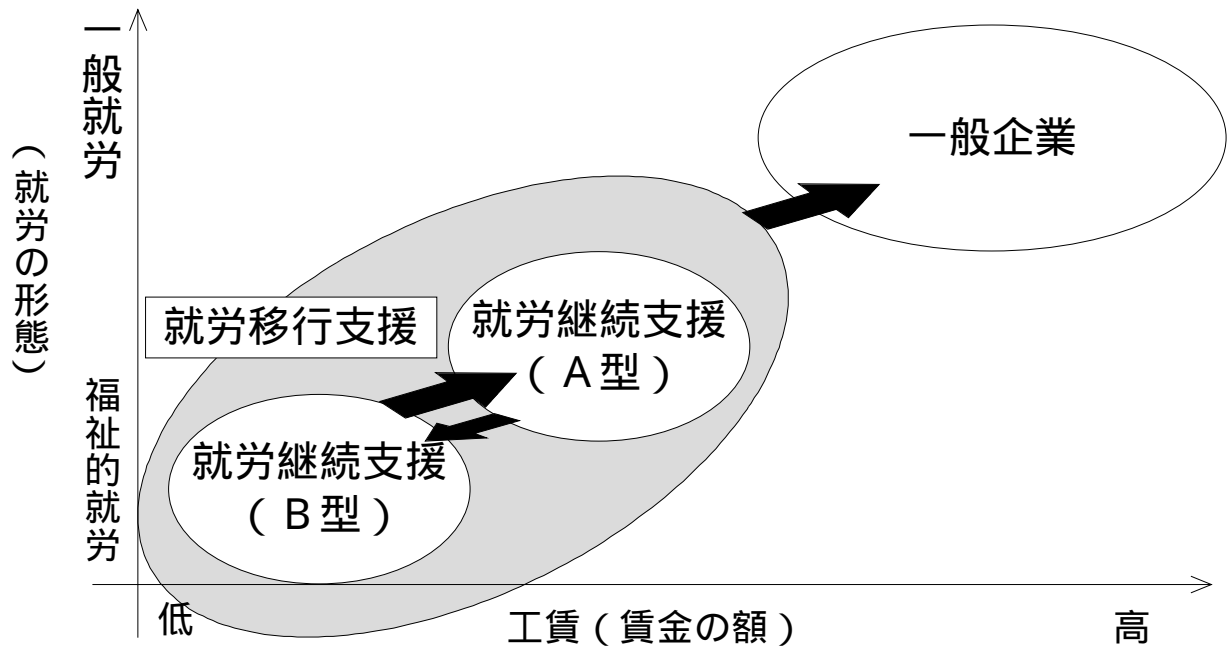 一般就労
(就労の形態)
福祉的就労
一般企業
就労移行支援
就労継続支援
(A型)
就労継続支援
(B型)
低
工賃(賃金の額)
高